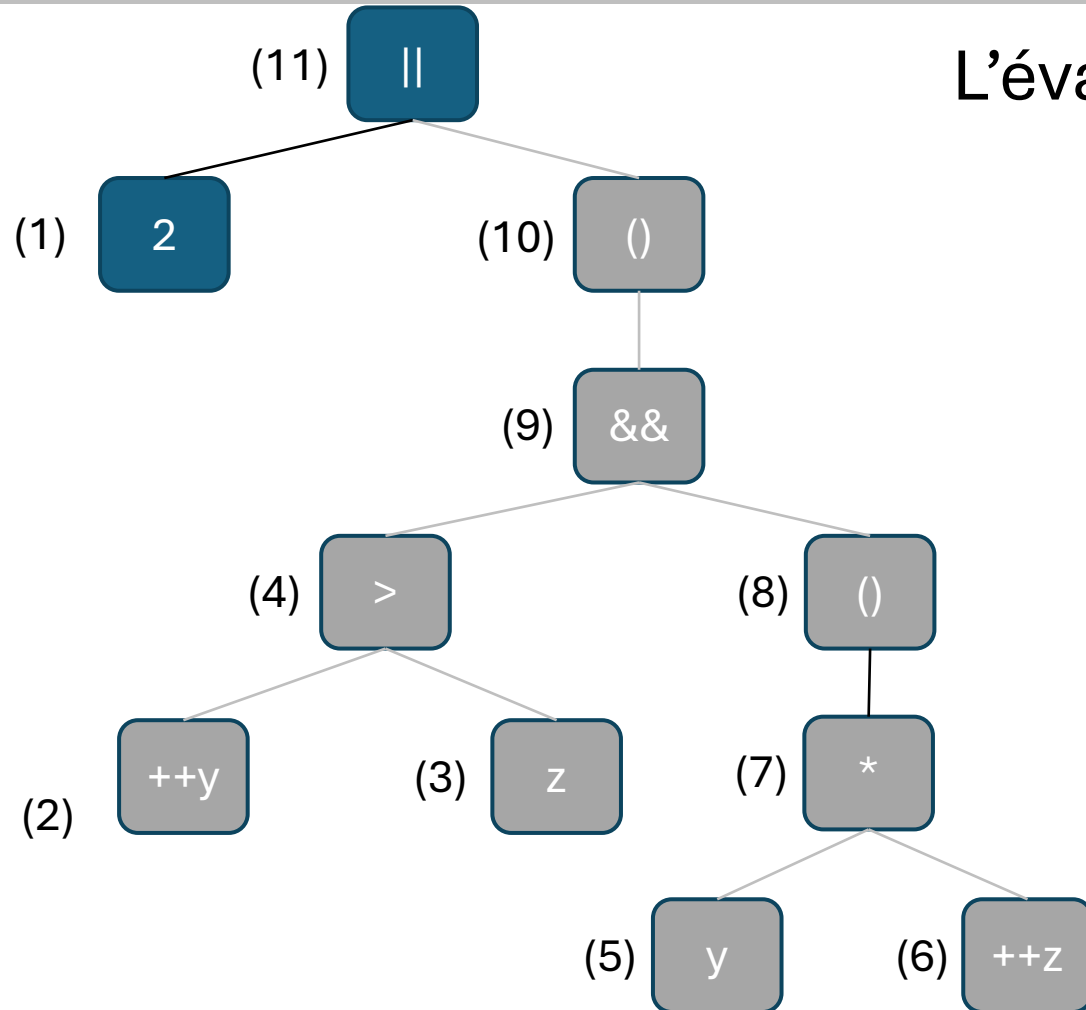 L'éva
(11) ||
(1) 2
(10) ()
(9) &&
(4) >
(8) ()
(2) ++y
(3) z
(7) *
(5) y
(6) ++z